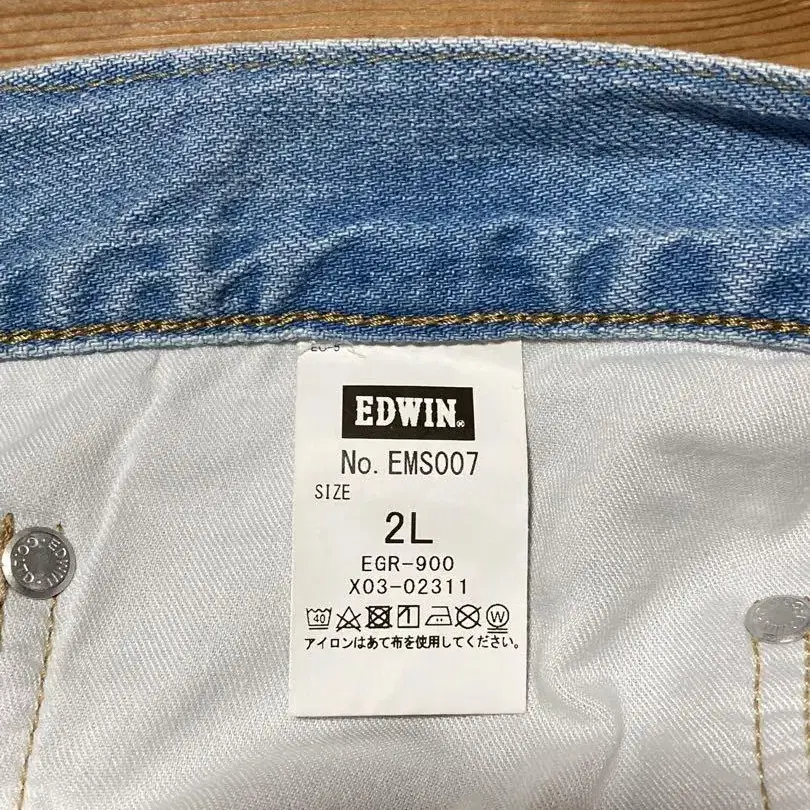 EDWIN®
No. EMS007
SIZE
2L
EGR-900
X03-02311
40
W
アイロンはあて布を使用してください。
EDWIN